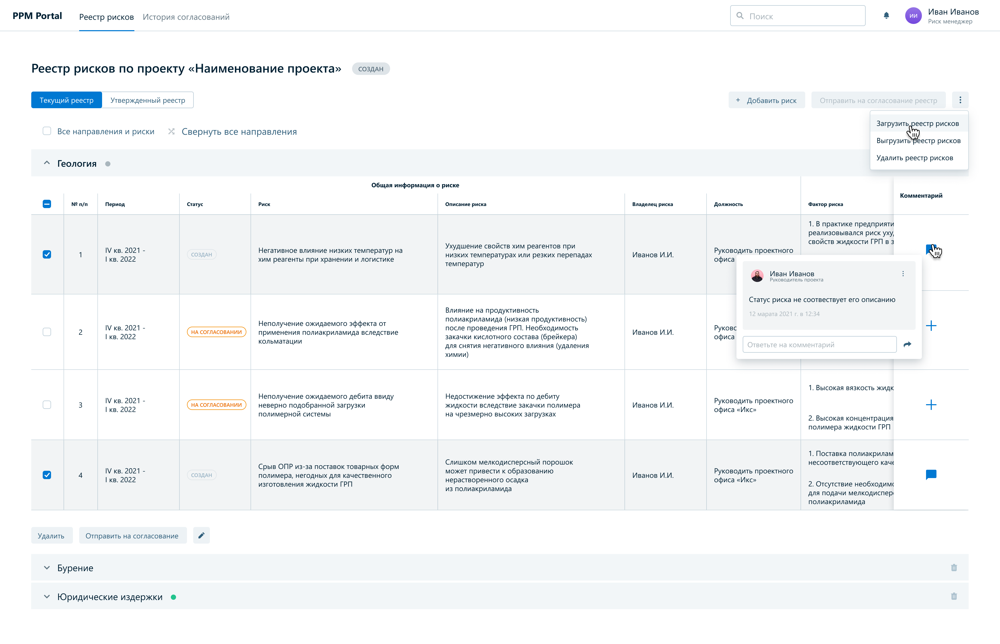 PPM Portal
Реестр рисков
История согласований
Поиск
ИИ
Иван Иванов
Риск менеджер
Реестр рисков по проекту «Наименование проекта»
СОЗДАН
Текущий реестр
Утвержденный реестр
+ Добавить риск
Отправить на согласование реестр
Загрузить реестр рисков
Выгрузить реестр рисков
Удалить реестр рисков
Все направления и риски
Свернуть все направления
Геология
Общая информация о риске
Комментарий
№ п/п
Период
Статус
Риск
Описание риска
Владелец риска
Должность
Фактор риска
1
IV кв. 2021 -
I кв. 2022
СОЗДАН
Негативное влияние низких температур на
хим реагенты при хранении и логистике
Ухудшение свойств хим реагентов при
низких температурах или резких перепадах
температур
Иванов И.И.
Руководить проектного
офиса
1. В практике предприяти
реализовывался риск уху
свойств жидкости ГРП в з
Иван Иванов
Руководитель проекта
Статус риска не соотвествует его описанию
12 марата 2021 г. в 12:34
Ответьте на комментарий
2
IV кв. 2021 -
I кв. 2022
НА СОГЛАСОВАНИИ
Неполучение ожидаемого эффекта от
применения полиакриламида вследствие
кольматации
Влияние на продуктивность
полиакриламида (низкая продуктивность)
после проведения ГРП. Необходимость
закачки кислотного состава (брейкера)
для снятия негативного влияния (удаления
химии)
Иванов И.И.
Руково
офиса
3
IV кв. 2021 -
I кв. 2022
НА СОГЛАСОВАНИИ
Неполучение ожидаемого дебита ввиду
неверно подобранной загрузки
полимерной системы
Недостижение эффекта по дебиту
жидкости вследствие закачки полимера
на чрезмерно высоких загрузках
Иванов И.И.
Руководить проектного
офиса «Икс»
1. Высокая вязкость жидк
2. Высокая концентрация
полимера жидкости ГРП
4
IV кв. 2021 -
I кв. 2022
СОЗДАН
Срыв ОПР из-за поставок товарных форм
полимера, негодных для качественного
изготовления жидкости ГРП
Слишком мелкодисперсный порошок
может привести к образованию
нерастворенного осадка
из полиакриламида
Иванов И.И.
Руководить проектного
офиса «Икс»
1. Поставка полиакрилам
несоответствующего каче
2. Отсутствие необходимо
для подачи мелкодиспер
полиакриламида
Удалить
Отправить на согласование
Бурение
Юридические издержки